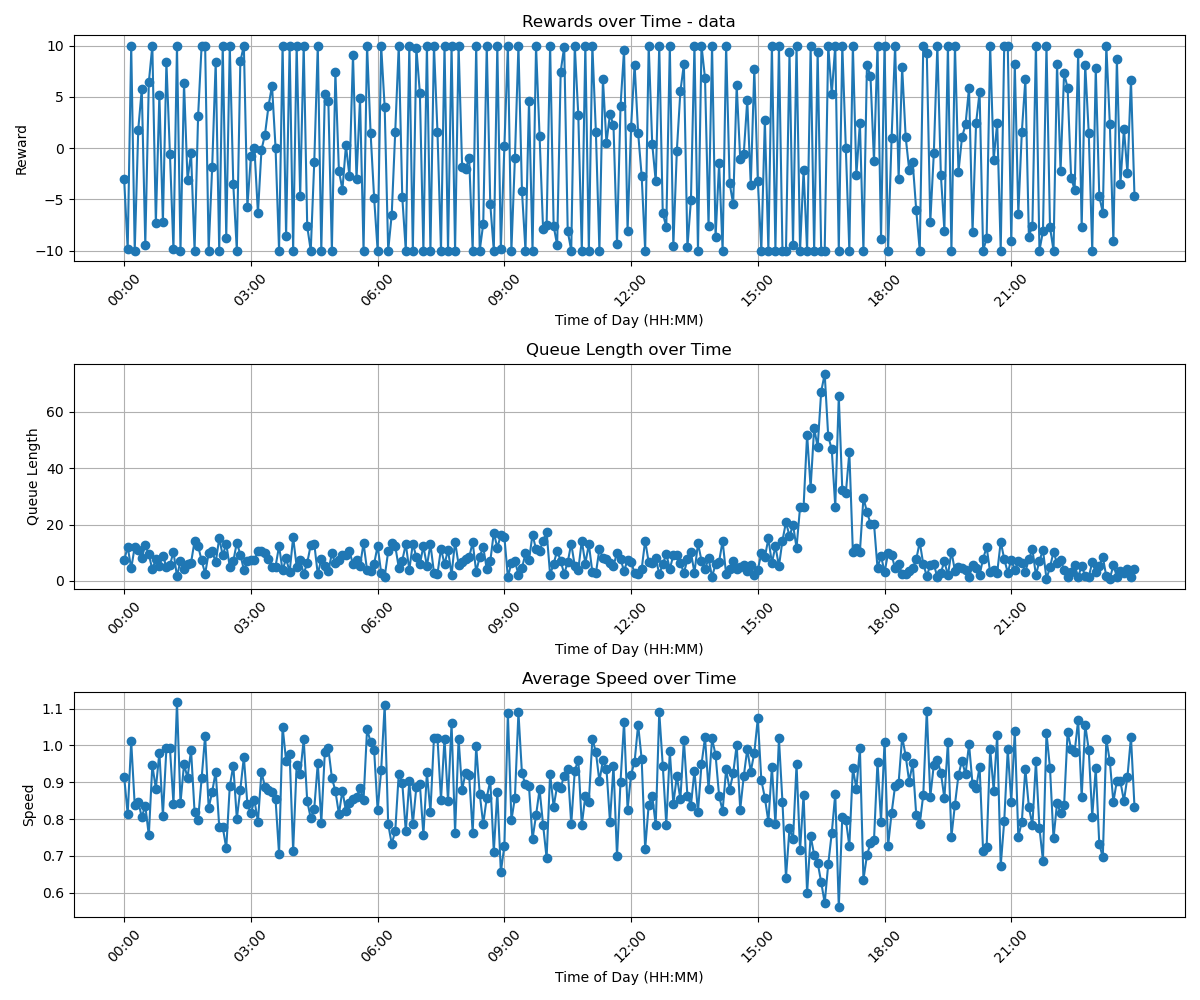 Rewards over Time - data
10
5
0
−5
−10
Reward
00:00 03:00 06:00 09:00 12:00 15:00 18:00 21:00
Time of Day (HH:MM)
Queue Length over Time
60
40
20
0
Queue Length
00:00 03:00 06:00 09:00 12:00 15:00 18:00 21:00
Time of Day (HH:MM)
Average Speed over Time
1.1
1.0
0.9
0.8
0.7
0.6
Speed
00:00 03:00 06:00 09:00 12:00 15:00 18:00 21:00
Time of Day (HH:MM)